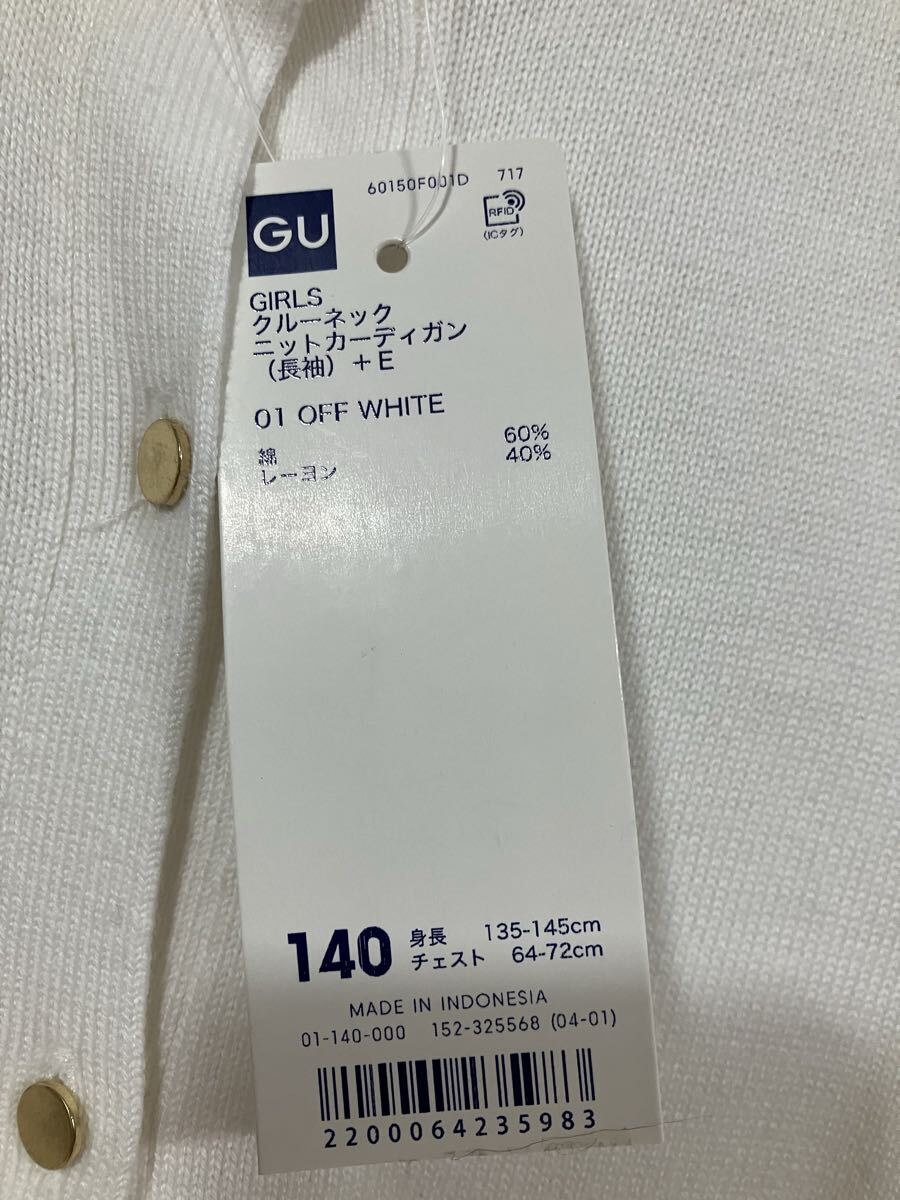 60150F001D 717
GU
RFID
(ICタグ)
GIRLS
クルーネック
ニットカーディガン
（長袖）＋E
01 OFF WHITE
綿 60%
レーヨン 40%
140 身長 135-145cm
チェスト 64-72cm
MADE IN INDONESIA
01-140-000 152-325568 (04-01)
2200064235983